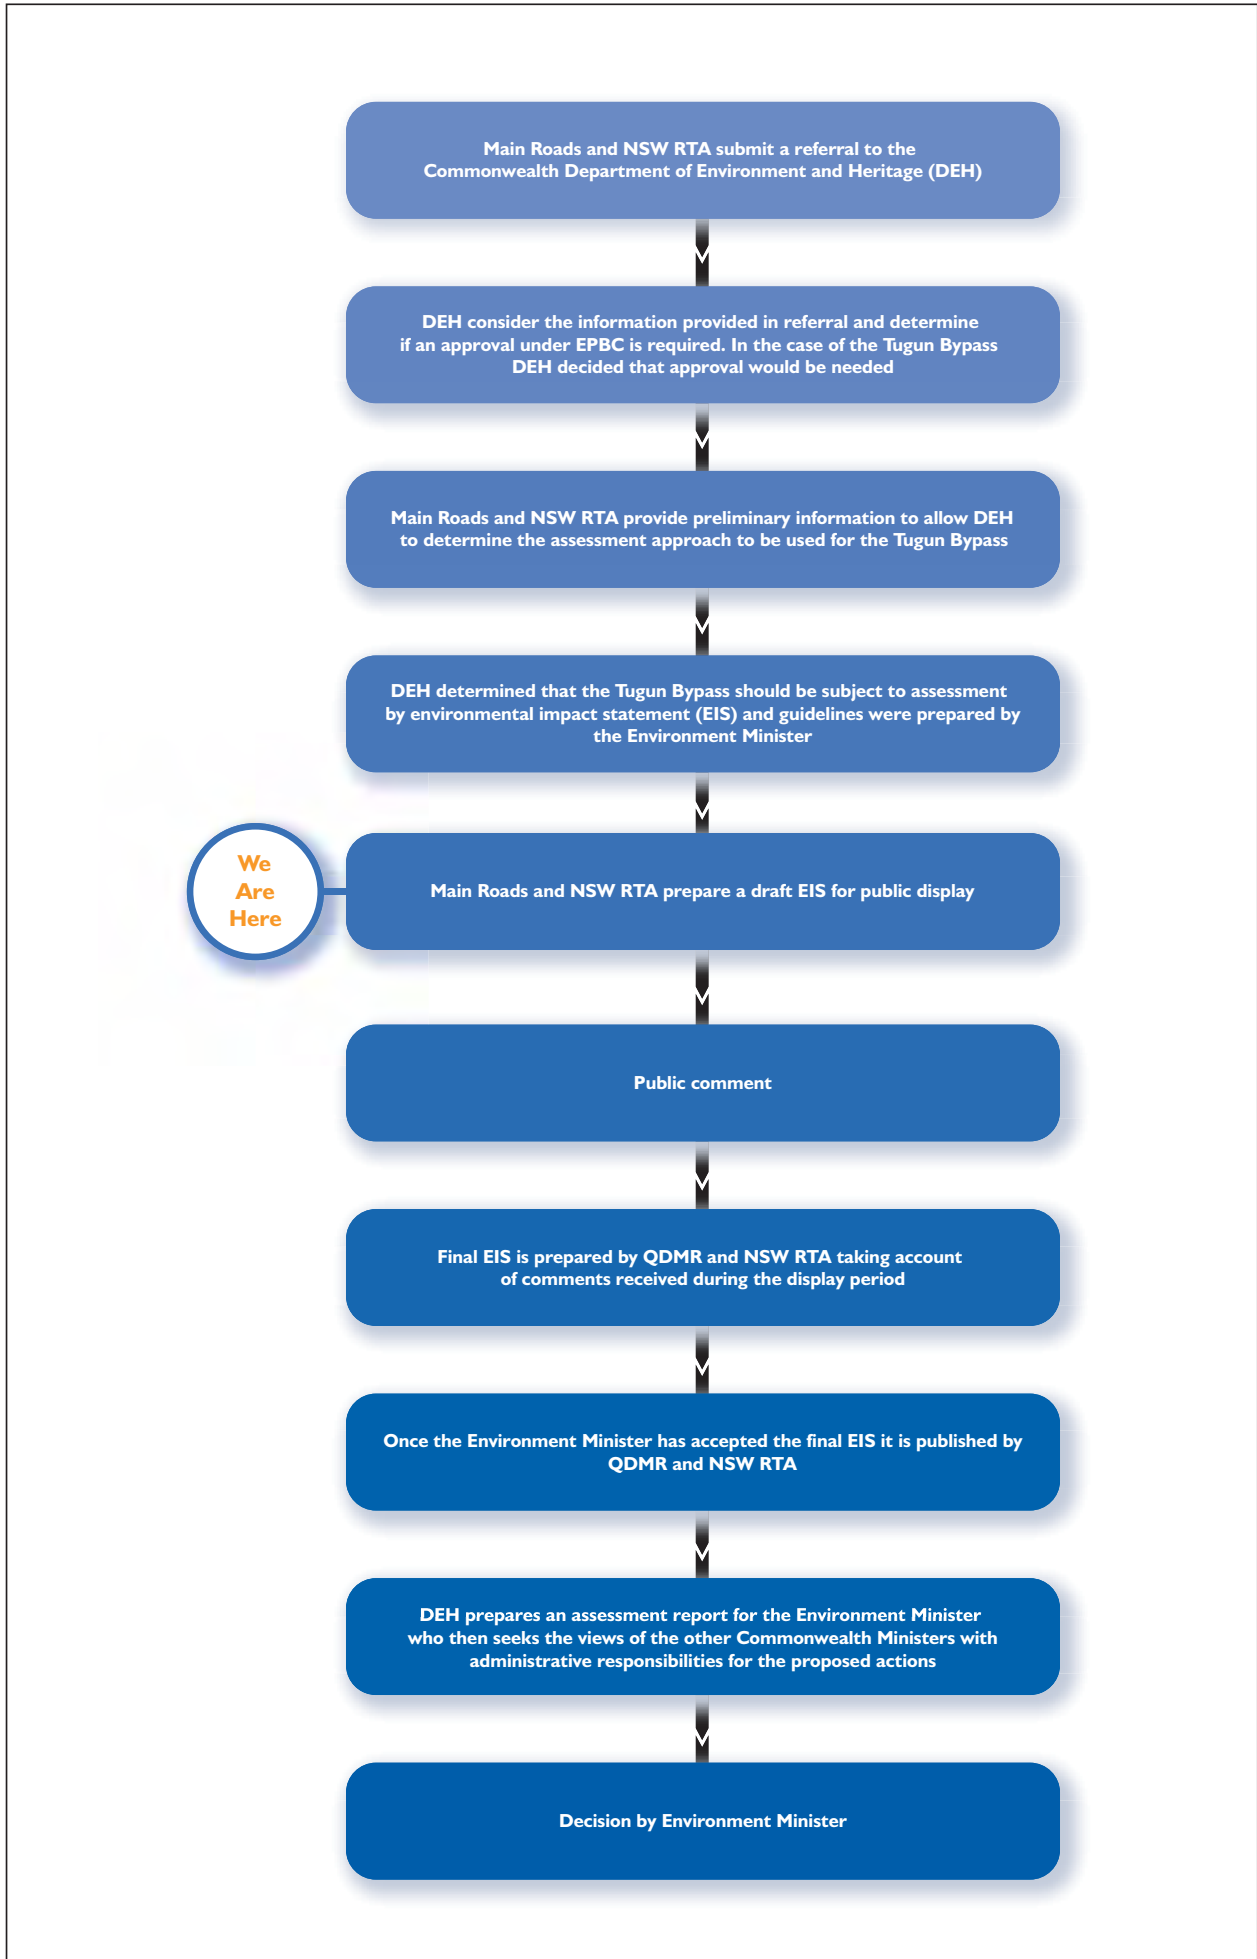 Main Roads and NSW RTA submit a referral to the
Commonwealth Department of Environment and Heritage (DEH)
DEH consider the information provided in referral and determine
if an approval under EPBC is required. In the case of the Tugun Bypass
DEH decided that approval would be needed
Main Roads and NSW RTA provide preliminary information to allow DEH
to determine the assessment approach to be used for the Tugun Bypass
DEH determined that the Tugun Bypass should be subject to assessment
by environmental impact statement (EIS) and guidelines were prepared by
the Environment Minister
We
Are
Here
Main Roads and NSW RTA prepare a draft EIS for public display
Public comment
Final EIS is prepared by QDMR and NSW RTA taking account
of comments received during the display period
Once the Environment Minister has accepted the final EIS it is published by
QDMR and NSW RTA
DEH prepares an assessment report for the Environment Minister
who then seeks the views of the other Commonwealth Ministers with
administrative responsibilities for the proposed actions
Decision by Environment Minister